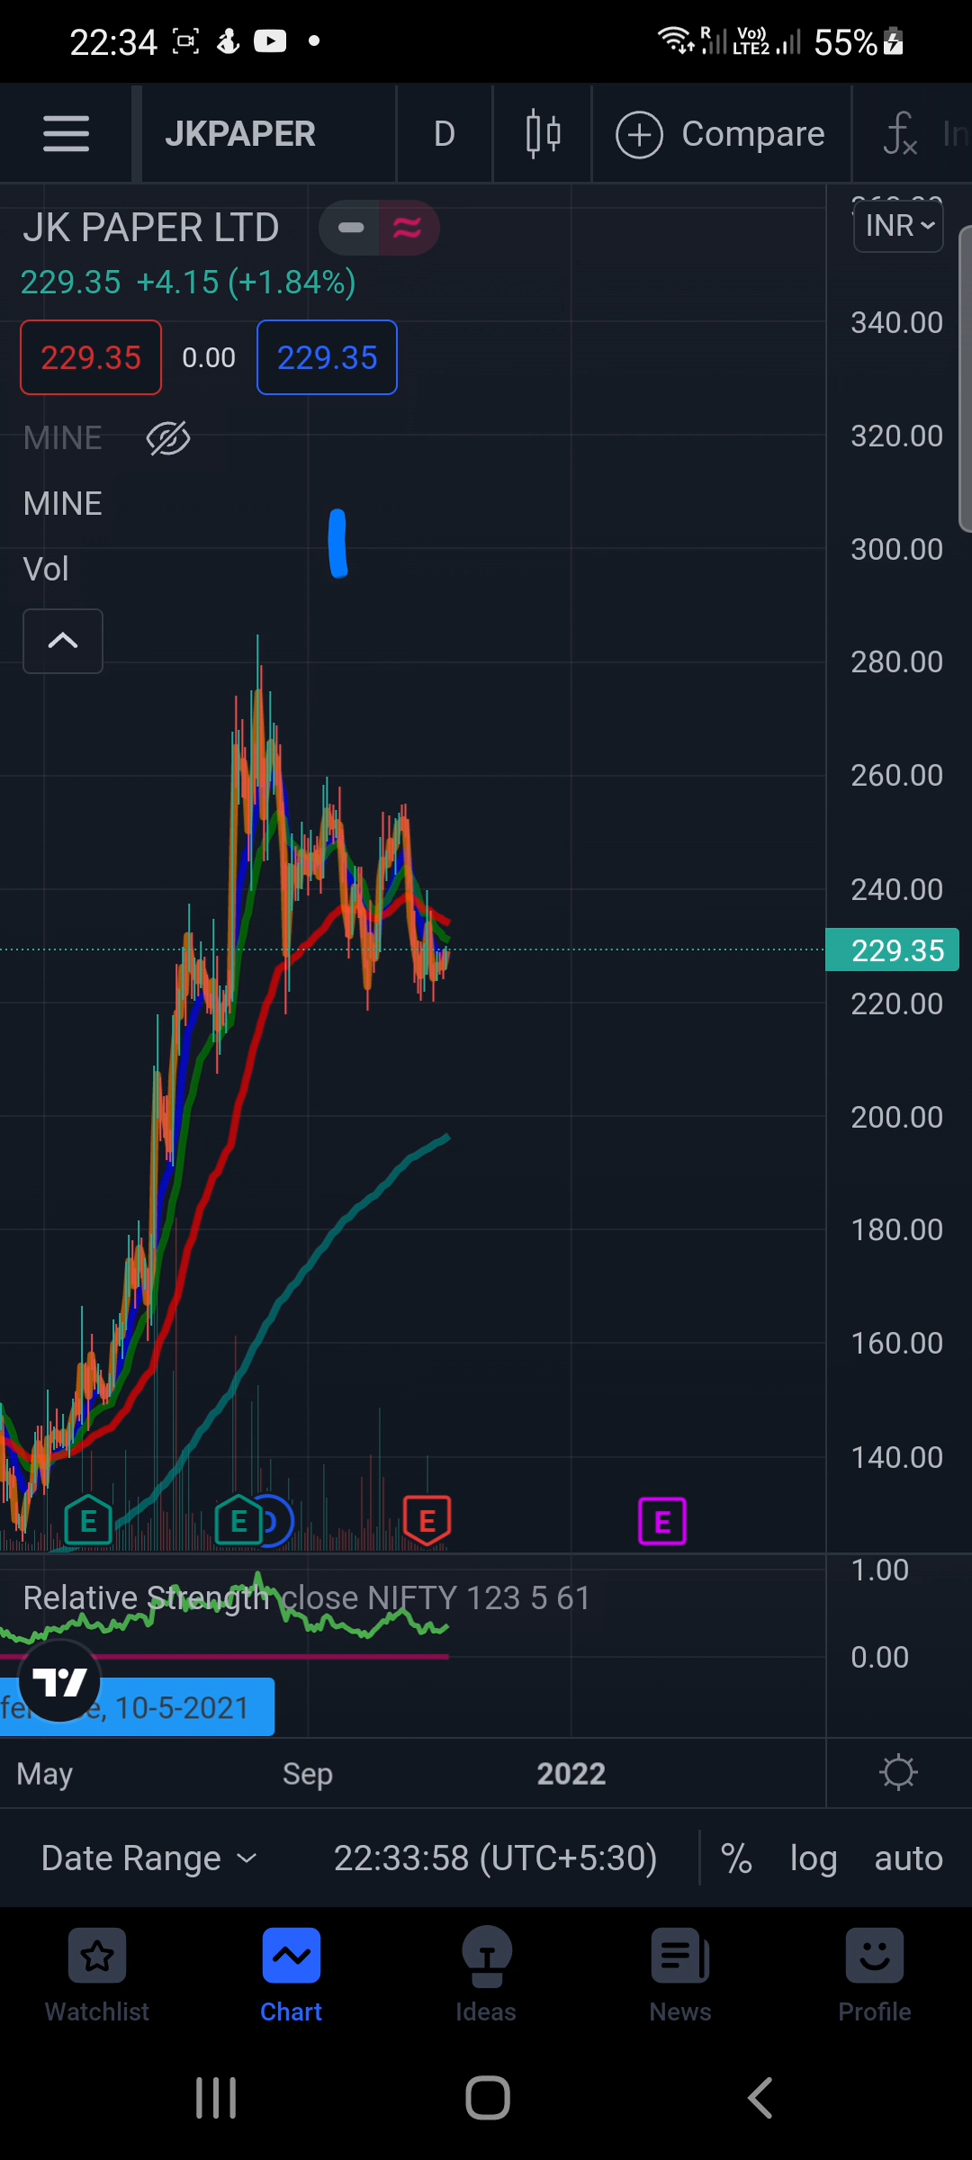 22:34 R Vo)) LTE2 55%
JKPAPER D Compare
JK PAPER LTD INR
229.35 +4.15 (+1.84%)
229.35 0.00 229.35
MINE
MINE
Vol
340.00
320.00
300.00
280.00
260.00
240.00
229.35
220.00
200.00
180.00
160.00
140.00
E E D E E
Relative Strength close NIFTY 123 5 61
1.00
0.00
10-5-2021
May Sep 2022
Date Range 22:33:58 (UTC+5:30) % log auto
Watchlist Chart Ideas News Profile